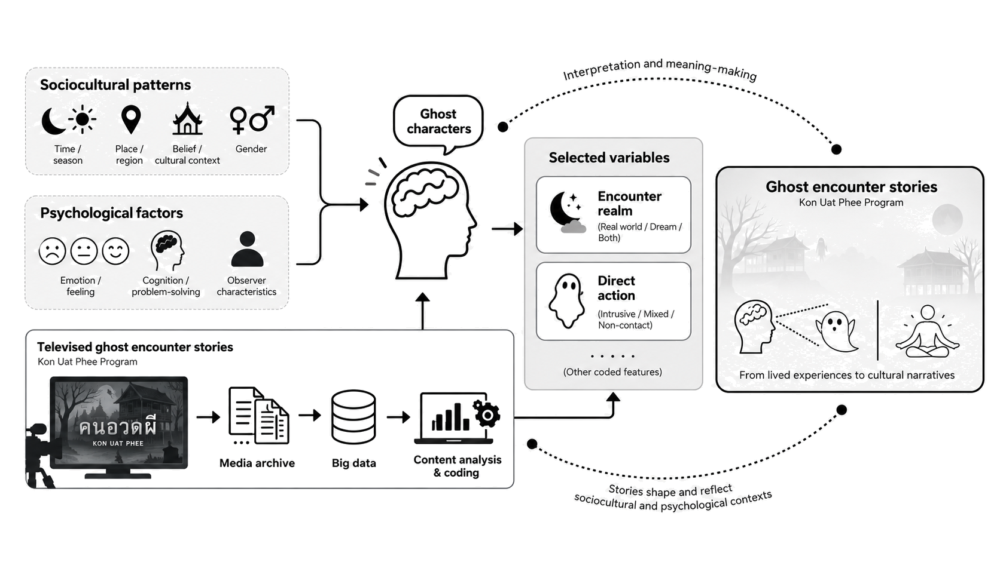 Sociocultural patterns
Time /
season
Place /
region
Belief /
cultural context
Gender
Psychological factors
Emotion /
feeling
Cognition /
problem-solving
Observer
characteristics
Ghost
characters
Interpretation and meaning-making
Selected variables
Encounter
realm
(Real world / Dream /
Both)
Direct
action
(Intrusive / Mixed /
Non-contact)
(Other coded features)
Ghost encounter stories
Kon Uat Phee Program
From lived experiences to cultural narratives
Televised ghost encounter stories
Kon Uat Phee Program
คนอวดผี
KON UAT PHEE
Media archive
Big data
Content analysis
& coding
Stories shape and reflect
sociocultural and psychological contexts